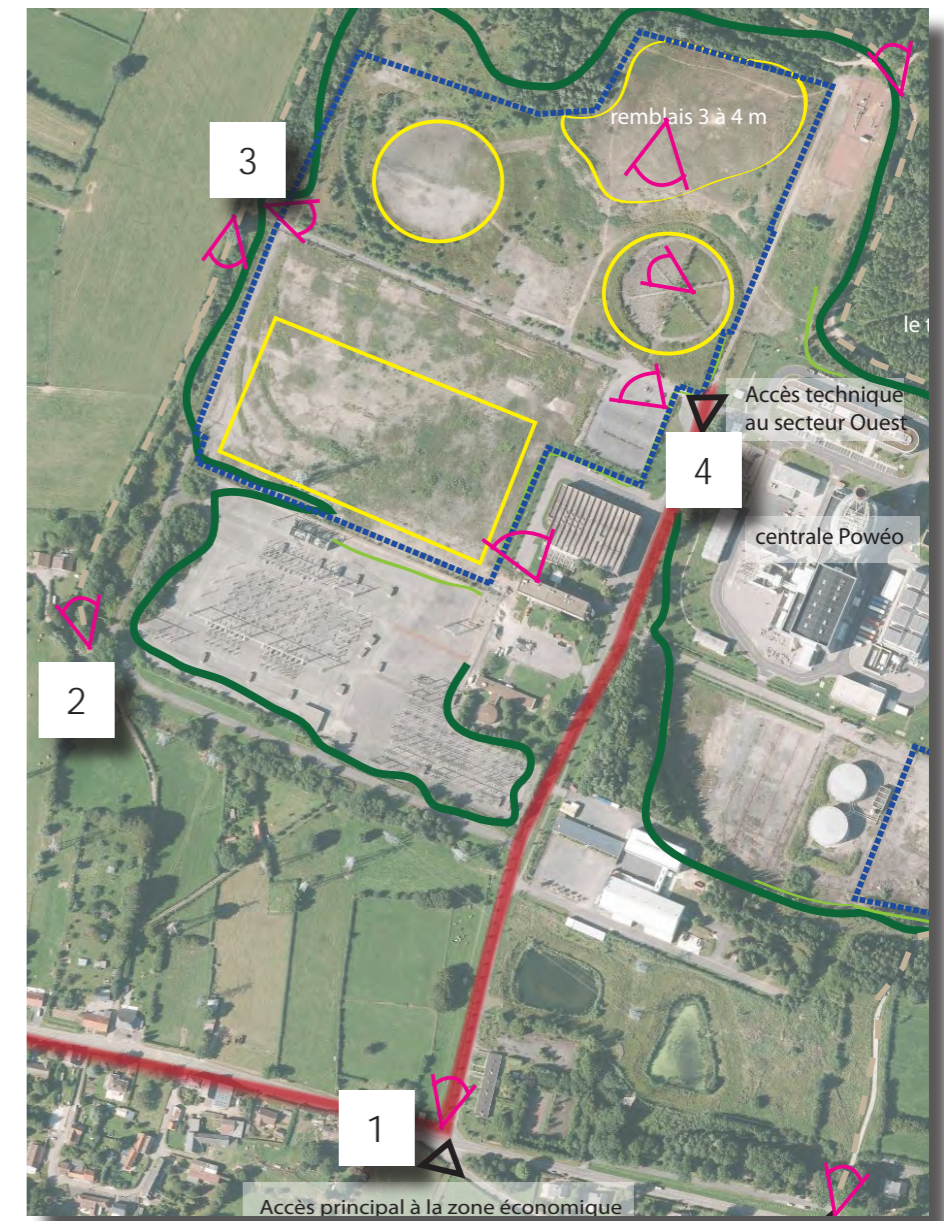 remblais 3 à 4 m
3
le t
Accès technique
au secteur Ouest
4
centrale Powéo
2
1
Accès principal à la zone économique